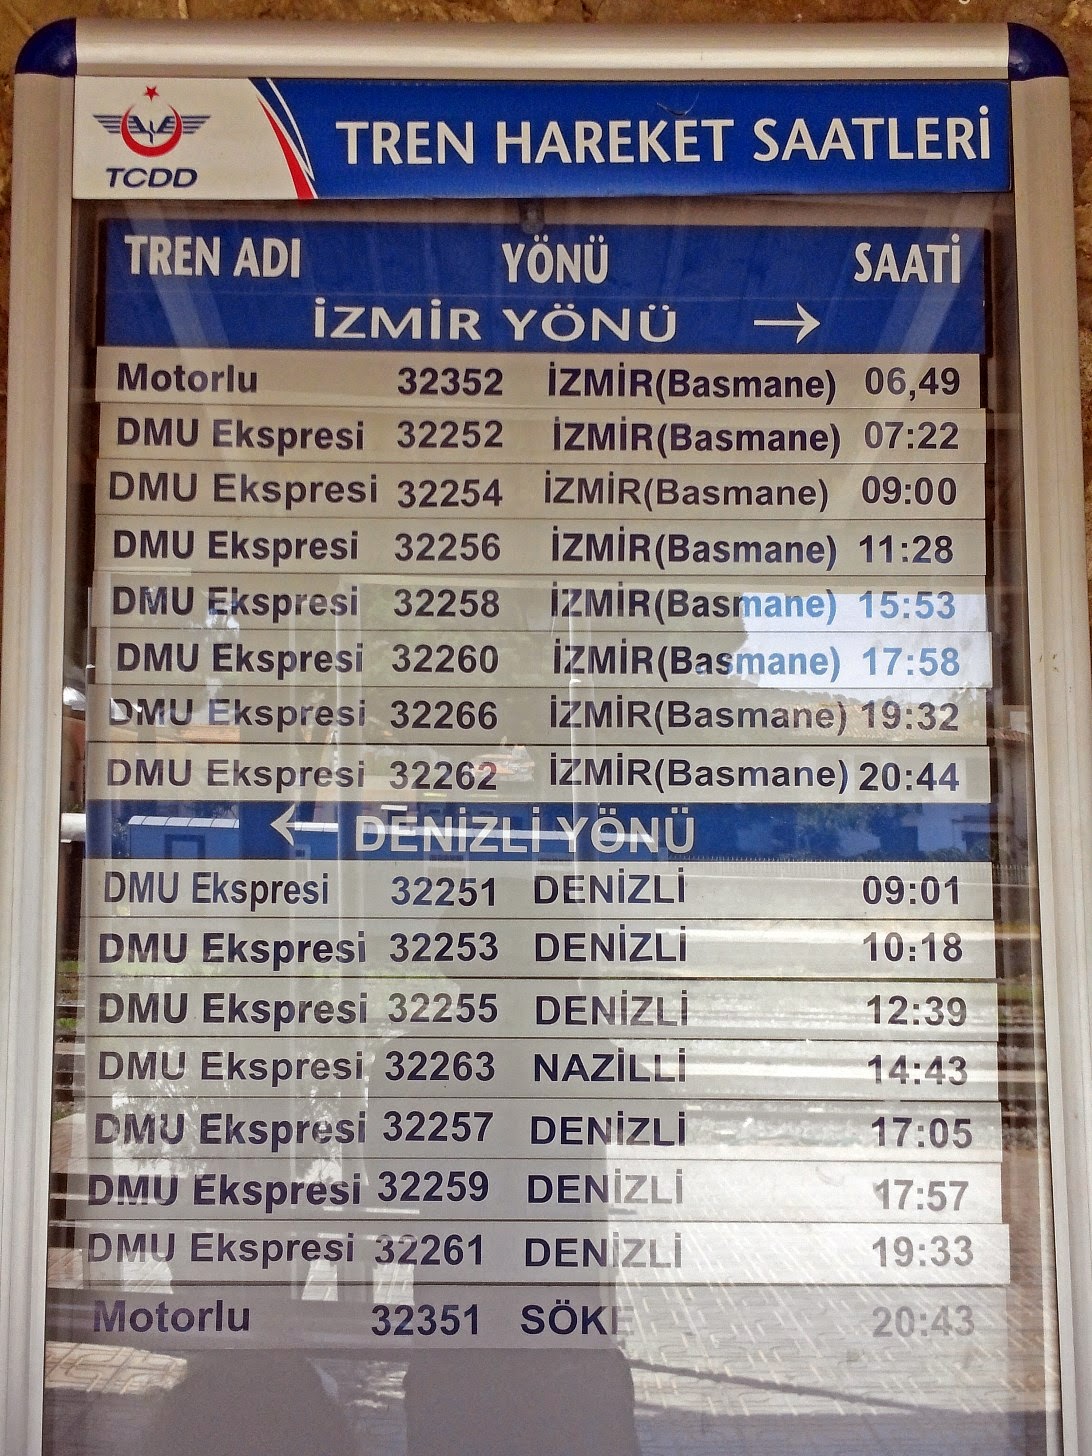 TCDD
TREN HAREKET SAATLERİ
TREN ADI YÖNÜ SAATİ
İZMİR YÖNÜ →
Motorlu 32352 İZMİR(Basmane) 06,49
DMU Ekspresi 32252 İZMİR(Basmane) 07:22
DMU Ekspresi 32254 İZMİR(Basmane) 09:00
DMU Ekspresi 32256 İZMİR(Basmane) 11:28
DMU Ekspresi 32258 İZMİR(Basmane) 15:53
DMU Ekspresi 32260 İZMİR(Basmane) 17:58
DMU Ekspresi 32266 İZMİR(Basmane) 19:32
DMU Ekspresi 32262 İZMİR(Basmane) 20:44
← DENİZLİ YÖNÜ
DMU Ekspresi 32251 DENİZLİ 09:01
DMU Ekspresi 32253 DENİZLİ 10:18
DMU Ekspresi 32255 DENİZLİ 12:39
DMU Ekspresi 32263 NAZİLLİ 14:43
DMU Ekspresi 32257 DENİZLİ 17:05
DMU Ekspresi 32259 DENİZLİ 17:57
DMU Ekspresi 32261 DENİZLİ 19:33
Motorlu 32351 SÖKE 20:43